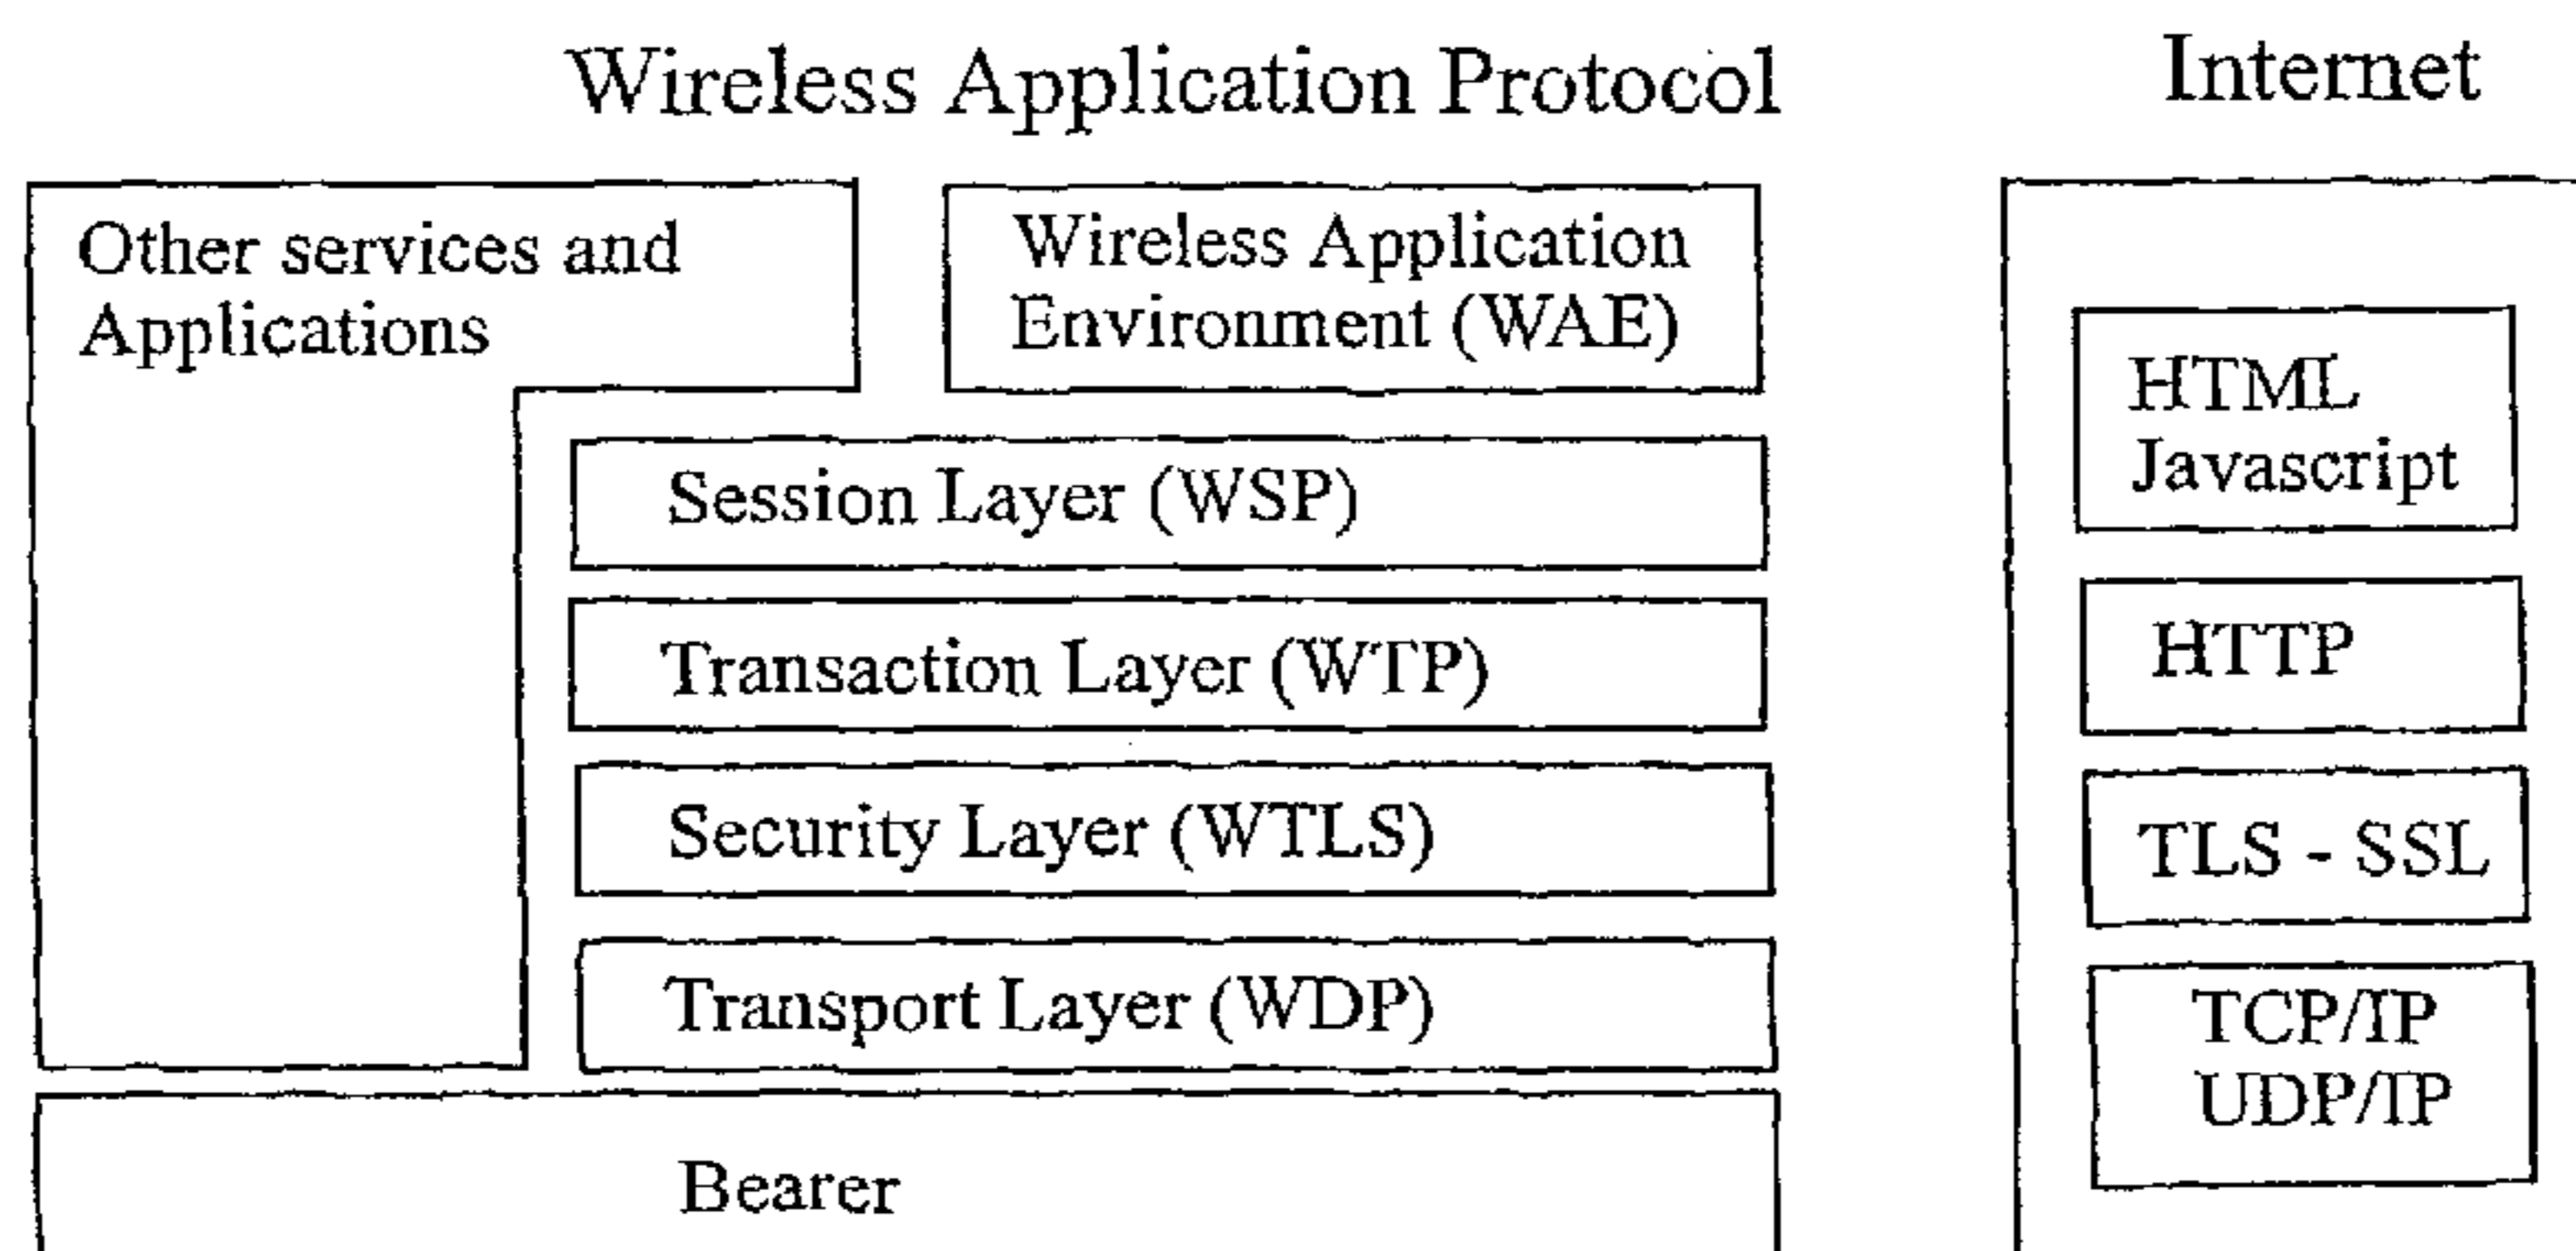 Wireless Application Protocol
Internet
Other services and
Applications
Wireless Application
Environment (WAE)
Session Layer (WSP)
Transaction Layer (WTP)
Security Layer (WTLS)
Transport Layer (WDP)
Bearer
HTML
Javascript
HTTP
TLS - SSL
TCP/IP
UDP/IP